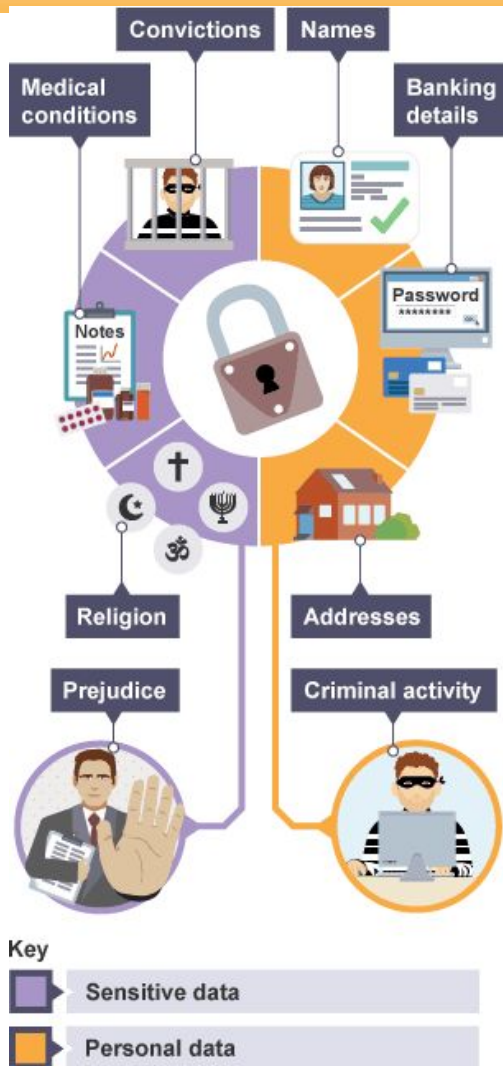 Convictions
Names
Medical
conditions
Banking
details
Notes
Password
********
Religion
Addresses
Prejudice
Criminal activity
Key
Sensitive data
Personal data